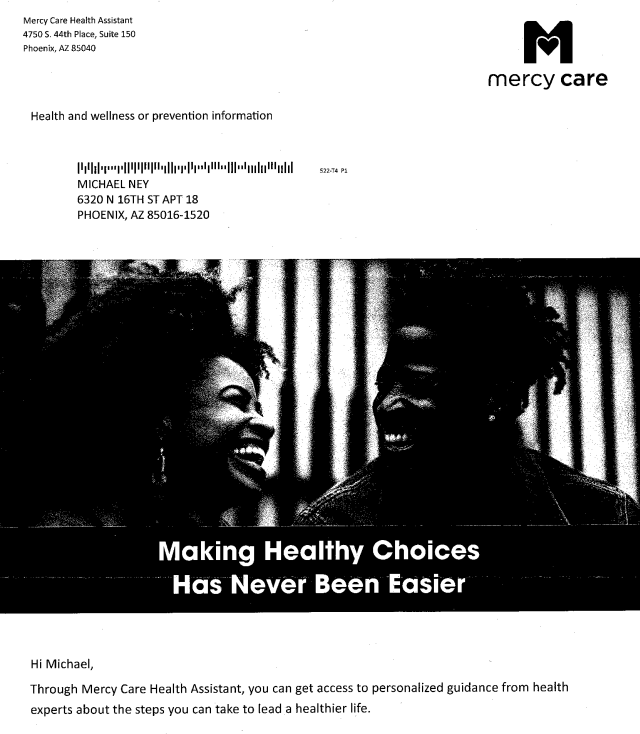 Mercy Care Health Assistant
4750 S. 44th Place, Suite 150
Phoenix, AZ 85040
mercy care
Health and wellness or prevention information
S22-T4 P1
MICHAEL NEY
6320 N 16TH ST APT 18
PHOENIX, AZ 85016-1520
Making Healthy Choices
Has Never Been Easier
Hi Michael,
Through Mercy Care Health Assistant, you can get access to personalized guidance from health
experts about the steps you can take to lead a healthier life.